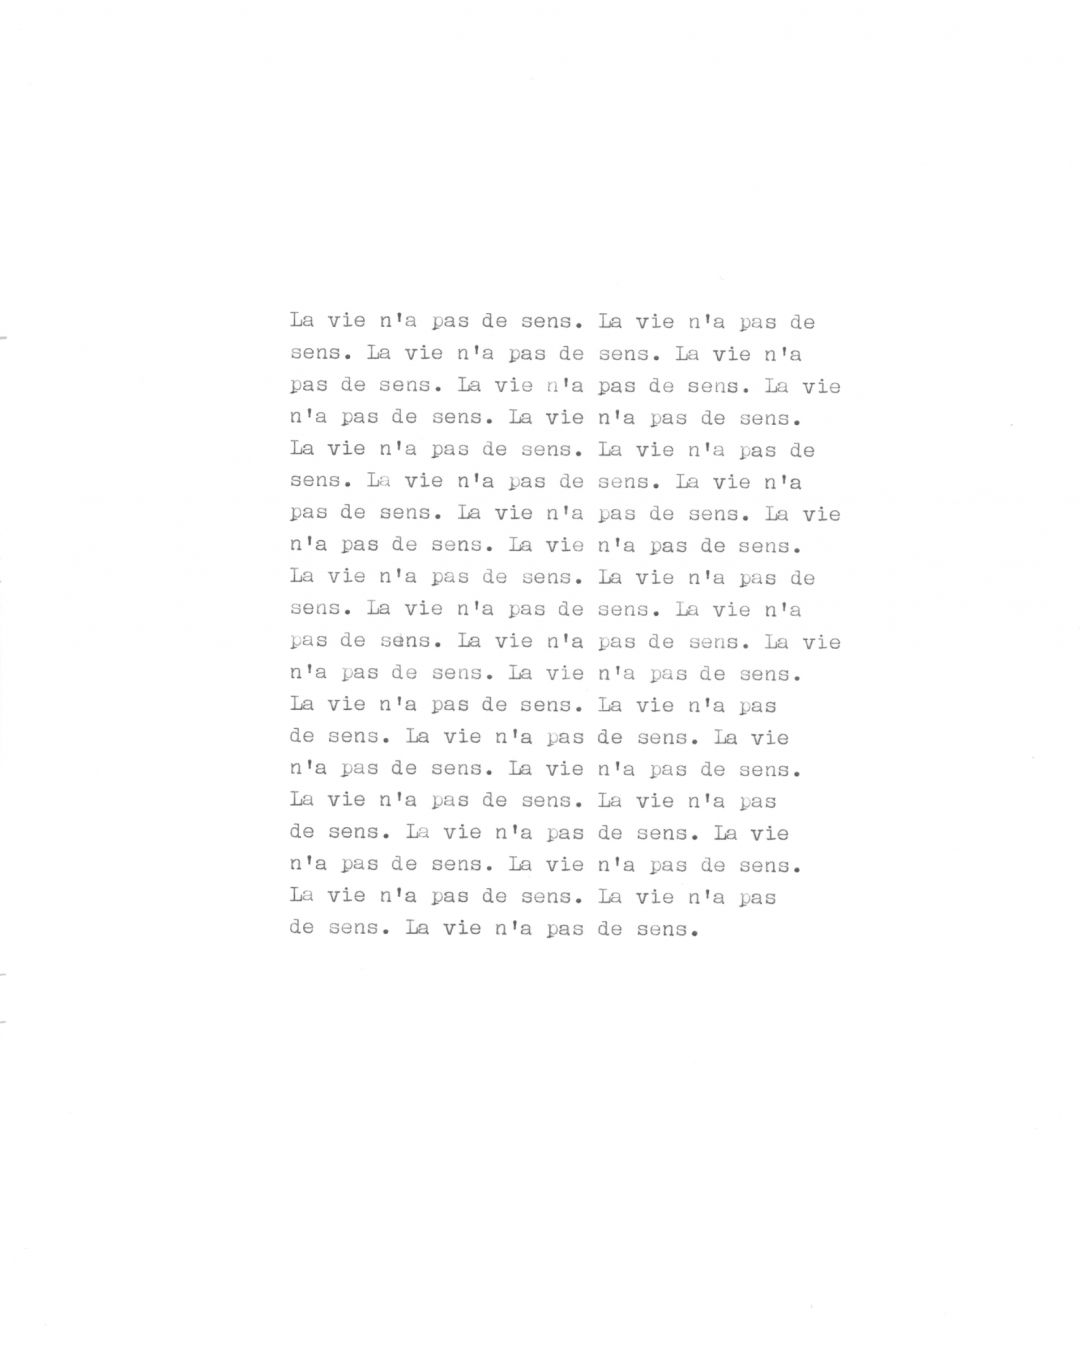 La vie n'a pas de sens. La vie n'a pas de
sens. La vie n'a pas de sens. La vie n'a
pas de sens. La vie n'a pas de sens. La vie
n'a pas de sens. La vie n'a pas de sens.
La vie n'a pas de sens. La vie n'a pas de
sens. La vie n'a pas de sens. La vie n'a
pas de sens. La vie n'a pas de sens. La vie
n'a pas de sens. La vie n'a pas de sens.
La vie n'a pas de sens. La vie n'a pas de
sens. La vie n'a pas de sens. La vie n'a
pas de sens. La vie n'a pas de sens. La vie
n'a pas de sens. La vie n'a pas de sens.
La vie n'a pas de sens. La vie n'a pas
de sens. La vie n'a pas de sens. La vie
n'a pas de sens. La vie n'a pas de sens.
La vie n'a pas de sens. La vie n'a pas
de sens. La vie n'a pas de sens. La vie
n'a pas de sens. La vie n'a pas de sens.
La vie n'a pas de sens. La vie n'a pas
de sens. La vie n'a pas de sens.